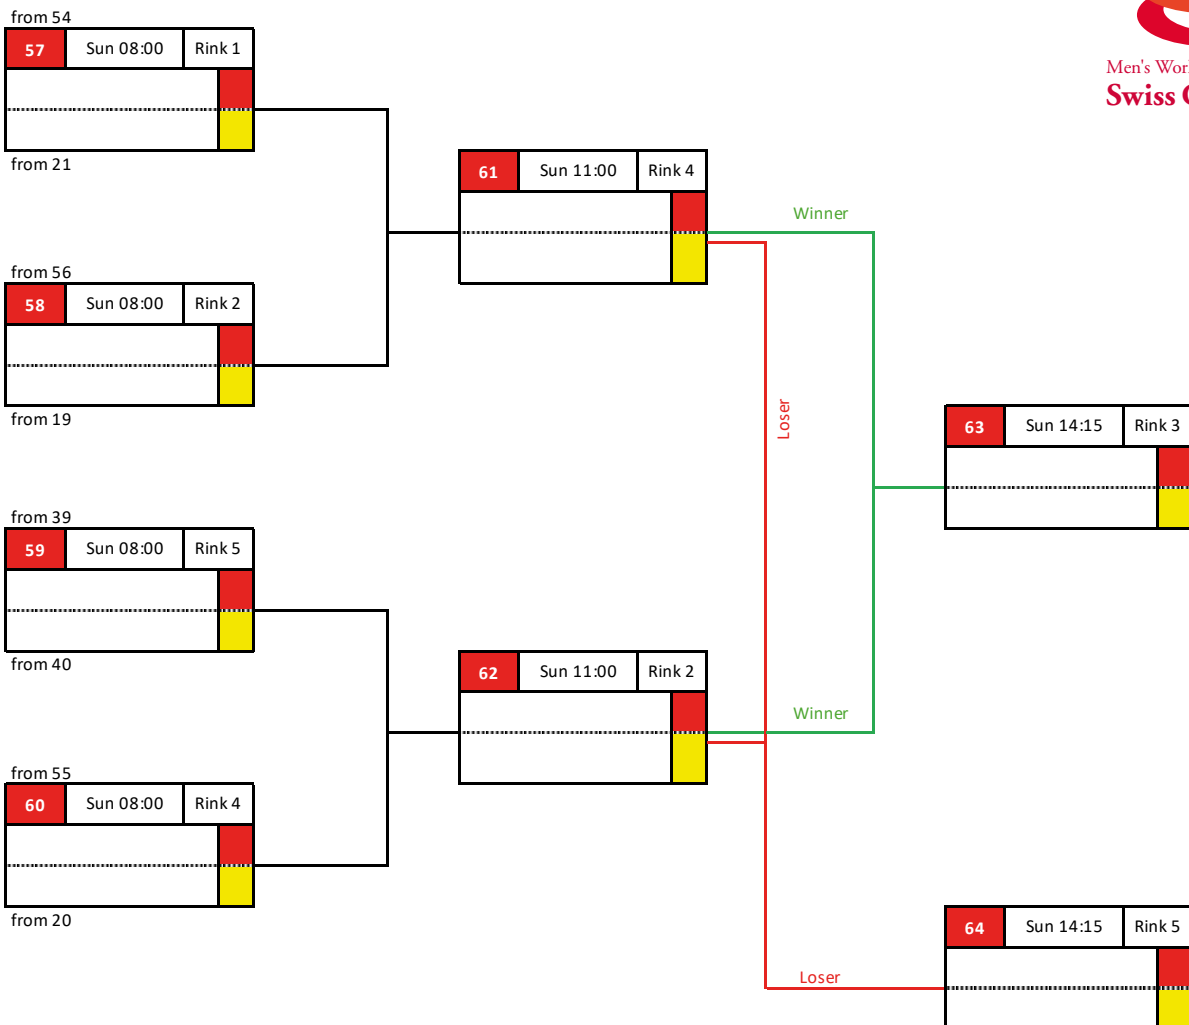 from 54
57 Sun 08:00 Rink 1
from 21
Men's Wor
Swiss
61 Sun 11:00 Rink 4
Winner
from 56
58 Sun 08:00 Rink 2
from 19
Loser
63 Sun 14:15 Rink 3
from 39
59 Sun 08:00 Rink 5
from 40
62 Sun 11:00 Rink 2
Winner
from 55
60 Sun 08:00 Rink 4
from 20
64 Sun 14:15 Rink 5
Loser